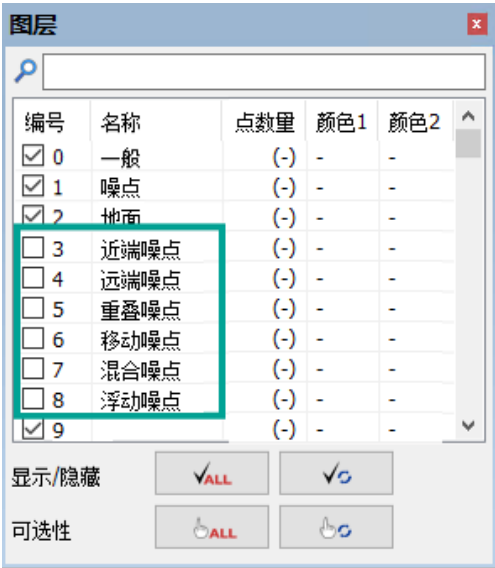 图层
编号 名称 点数量 颜色1 颜色2
0 一般 (-) - -
1 噪点 (-) - -
2 地面 (-) - -
3 近端噪点 (-) - -
4 远端噪点 (-) - -
5 重叠噪点 (-) - -
6 移动噪点 (-) - -
7 混合噪点 (-) - -
8 浮动噪点 (-) - -
9 (-) - -
显示/隐藏 ALL
可选性 ALL